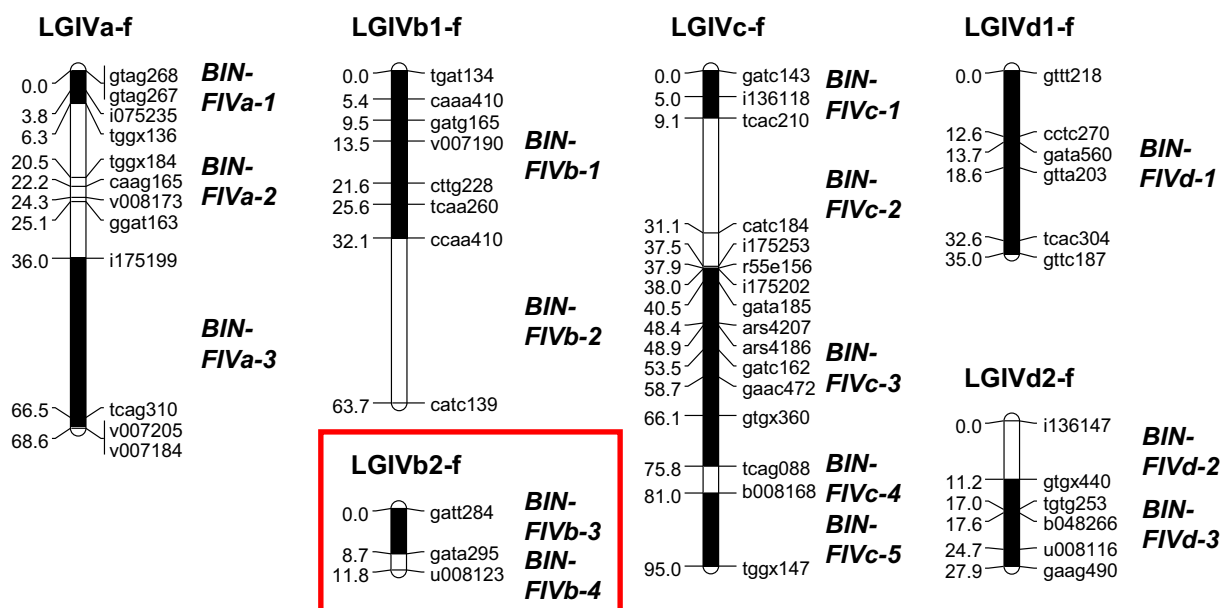 LGIVa-f
0.0 gtag268
gtag267
3.8 i075235
6.3 tggx136
20.5 tggx184
22.2 caag165
24.3 v008173
25.1 ggat163
36.0 i175199
66.5 tcag310
68.6 v007205
v007184
BIN-
FIVa-1
BIN-
FIVa-2
BIN-
FIVa-3
LGIVb1-f
0.0 tgat134
5.4 caaa410
9.5 gatg165
13.5 v007190
21.6 cttg228
25.6 tcaa260
32.1 ccaa410
63.7 catc139
BIN-
FIVb-1
BIN-
FIVb-2
LGIVb2-f
0.0 gatt284
8.7 gata295
11.8 u008123
BIN-
FIVb-3
BIN-
FIVb-4
LGIVc-f
0.0 gatc143
5.0 i136118
9.1 tcac210
31.1 catc184
37.5 i175253
37.9 r55e156
38.0 i175202
40.5 gata185
48.4 ars4207
48.9 ars4186
53.5 gatc162
58.7 gaac472
66.1 gtgx360
75.8 tcag088
81.0 b008168
95.0 tggx147
BIN-
FIVc-1
BIN-
FIVc-2
BIN-
FIVc-3
BIN-
FIVc-4
BIN-
FIVc-5
LGIVd1-f
0.0 gttt218
12.6 cctc270
13.7 gata560
18.6 gtta203
32.6 tcac304
35.0 gttc187
BIN-
FIVd-1
LGIVd2-f
0.0 i136147
11.2 gtgx440
17.0 tgtg253
17.6 b048266
24.7 u008116
27.9 gaag490
BIN-
FIVd-2
BIN-
FIVd-3